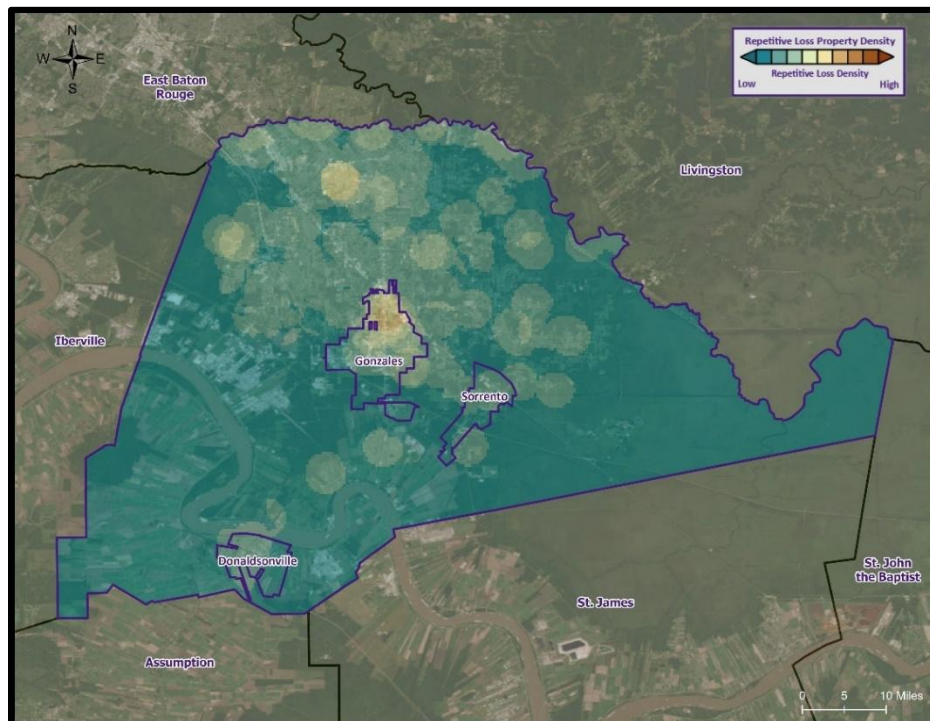 N
W E
S
Repetitive Loss Property Density
Repetitive Loss Density
Low High
East Baton
Rouge
Livingston
Iberville
Gonzales
Sorrento
Donaldsonville
St. John
the Baptist
St. James
Assumption
0 5 10 Miles